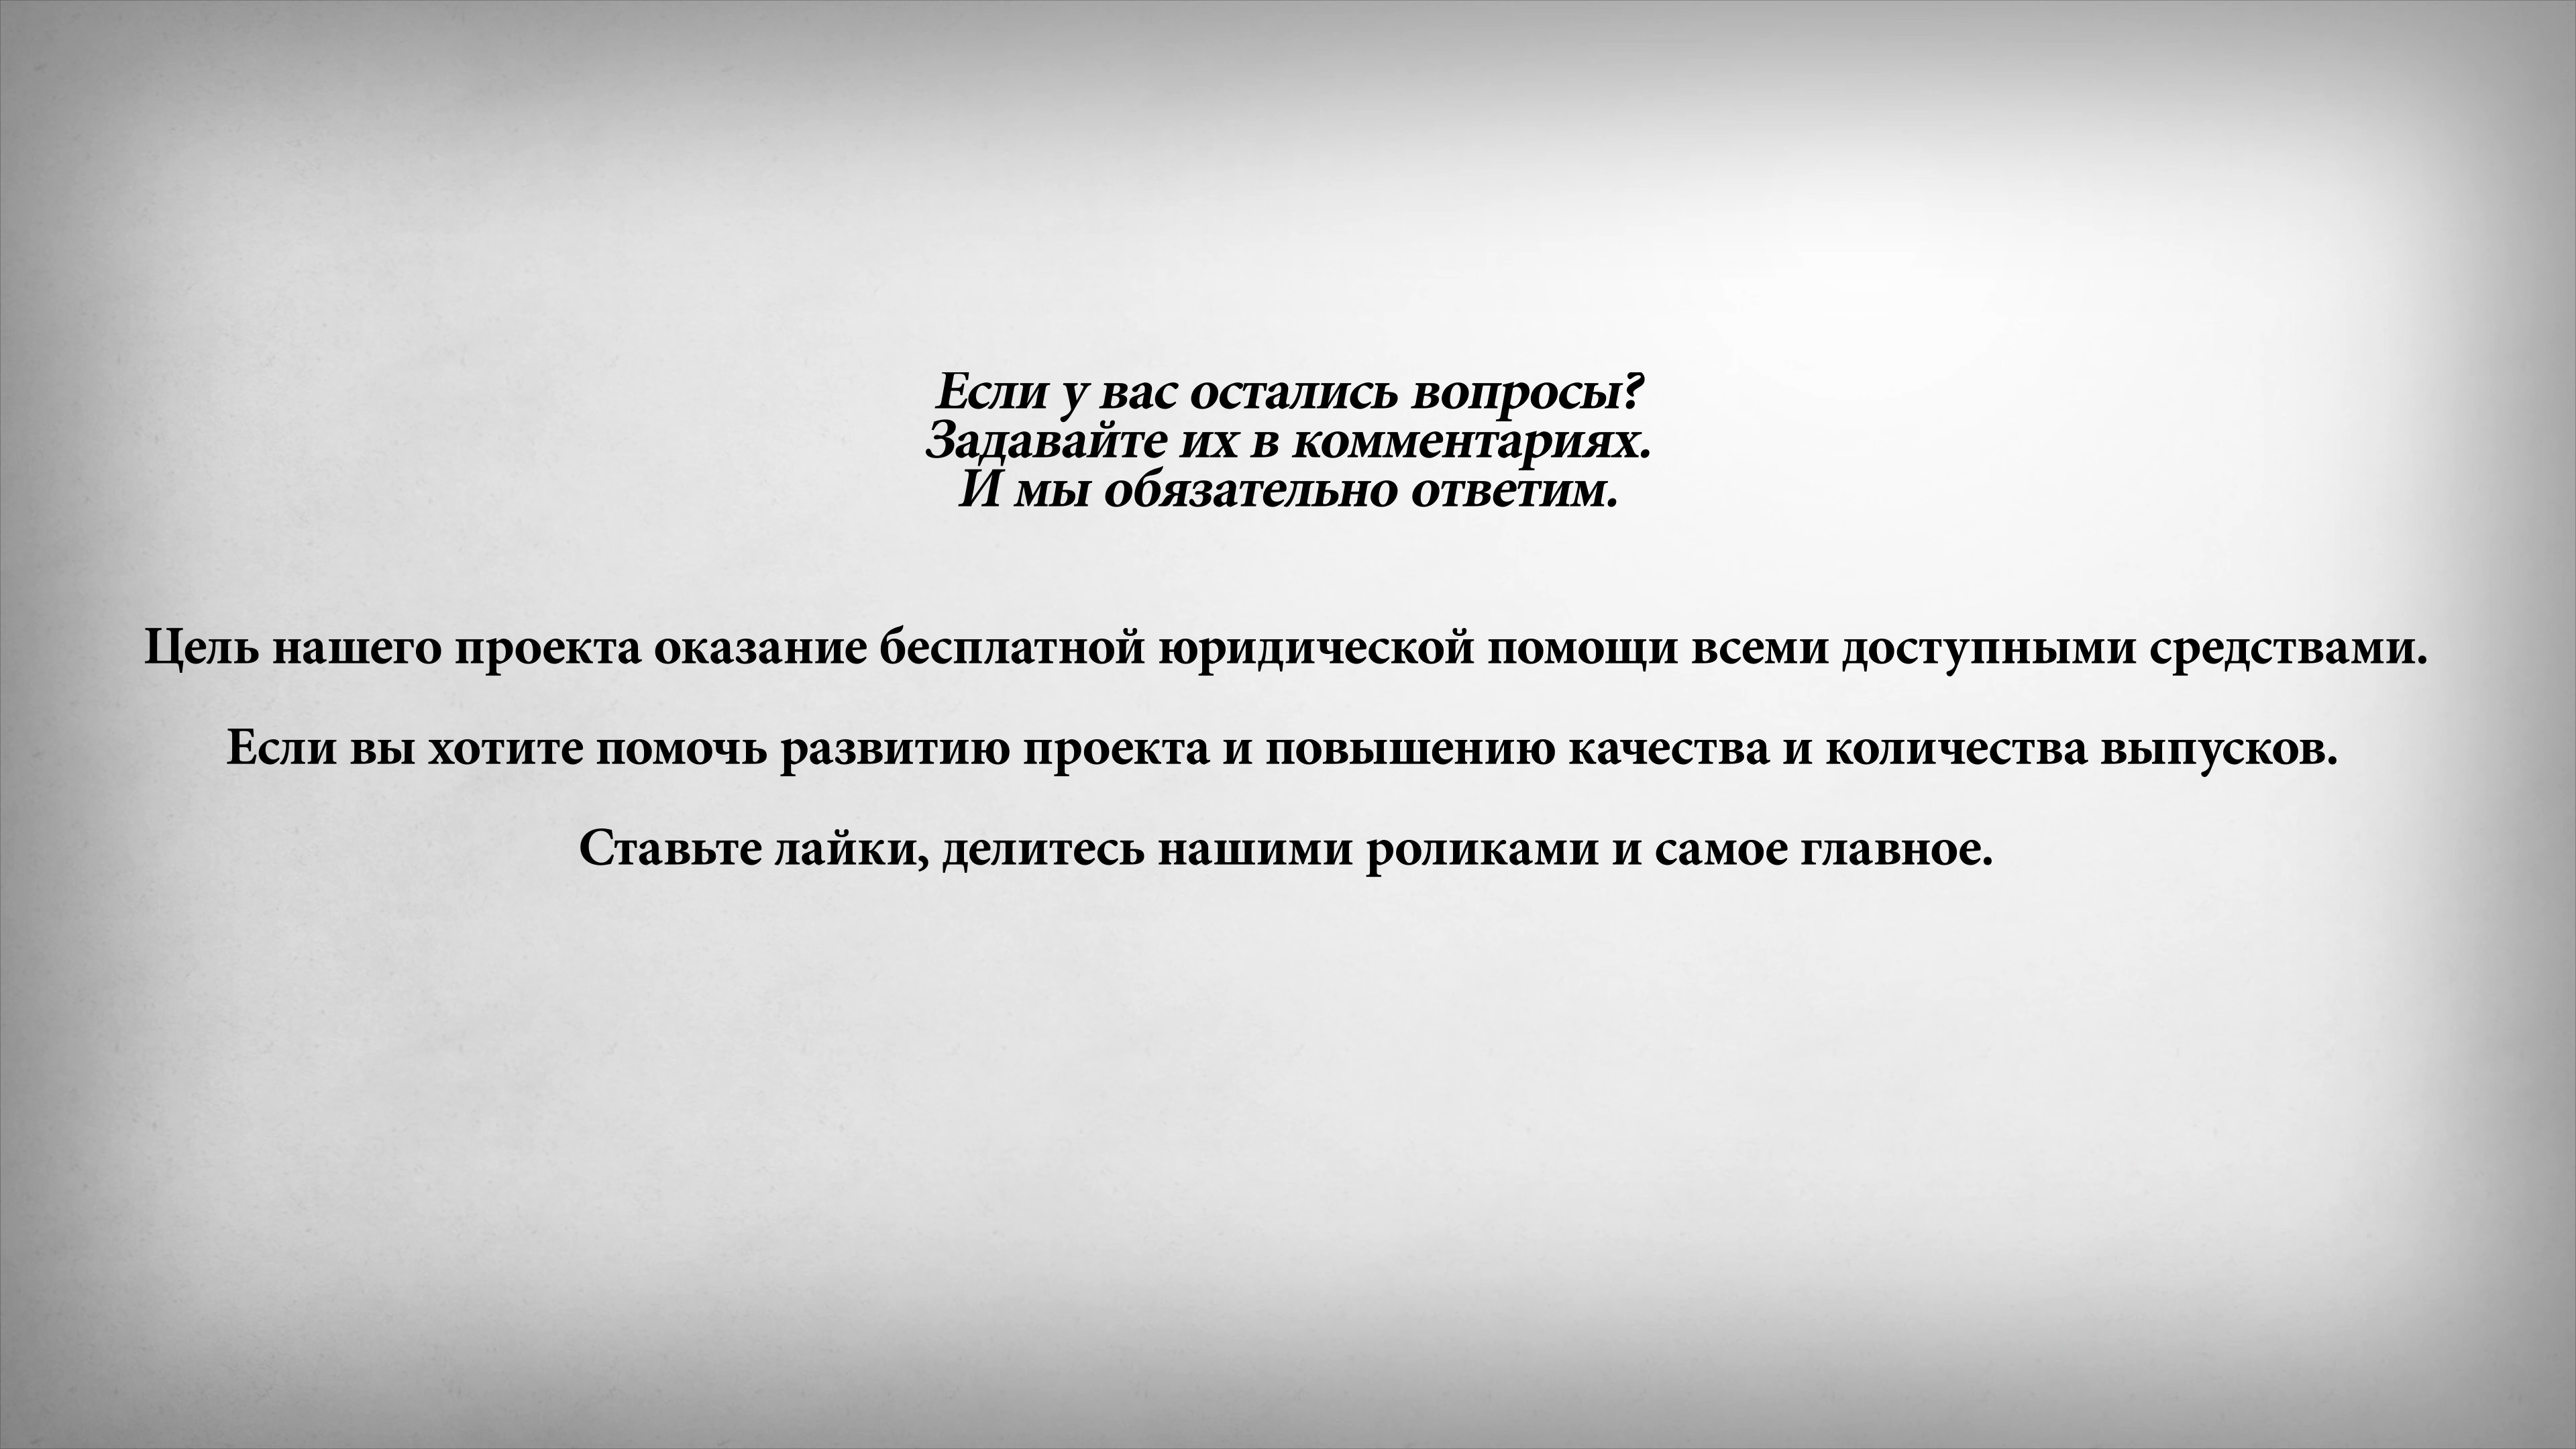 Если у вас остались вопросы?
Задавайте их в комментариях.
И мы обязательно ответим.
Цель нашего проекта оказание бесплатной юридической помощи всеми доступными средствами.
Если вы хотите помочь развитию проекта и повышению качества и количества выпусков.
Ставьте лайки, делитесь нашими роликами и самое главное.